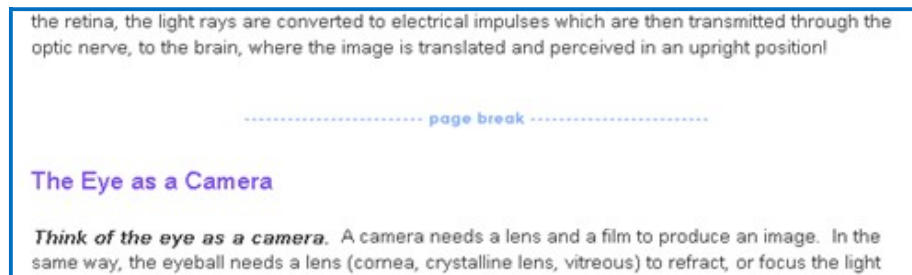 the retina, the light rays are converted to electrical impulses which are then transmitted through the
optic nerve, to the brain, where the image is translated and perceived in an upright position!
------------------------ page break ------------------------
The Eye as a Camera
Think of the eye as a camera. A camera needs a lens and a film to produce an image. In the
same way, the eyeball needs a lens (cornea, crystalline lens, vitreous) to refract, or focus the light